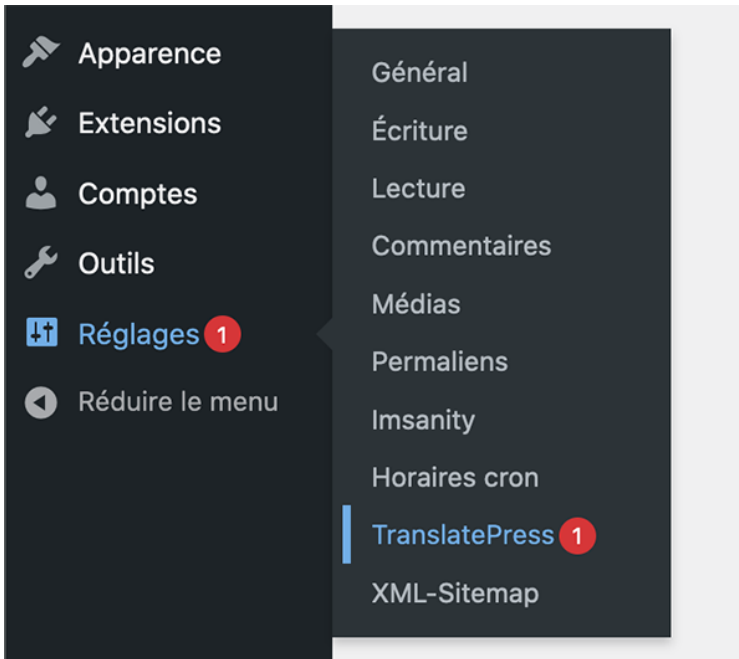 Apparence
Extensions
Comptes
Outils
Réglages 1
Réduire le menu
Général
Écriture
Lecture
Commentaires
Médias
Permaliens
Imsanity
Horaires cron
TranslatePress 1
XML-Sitemap